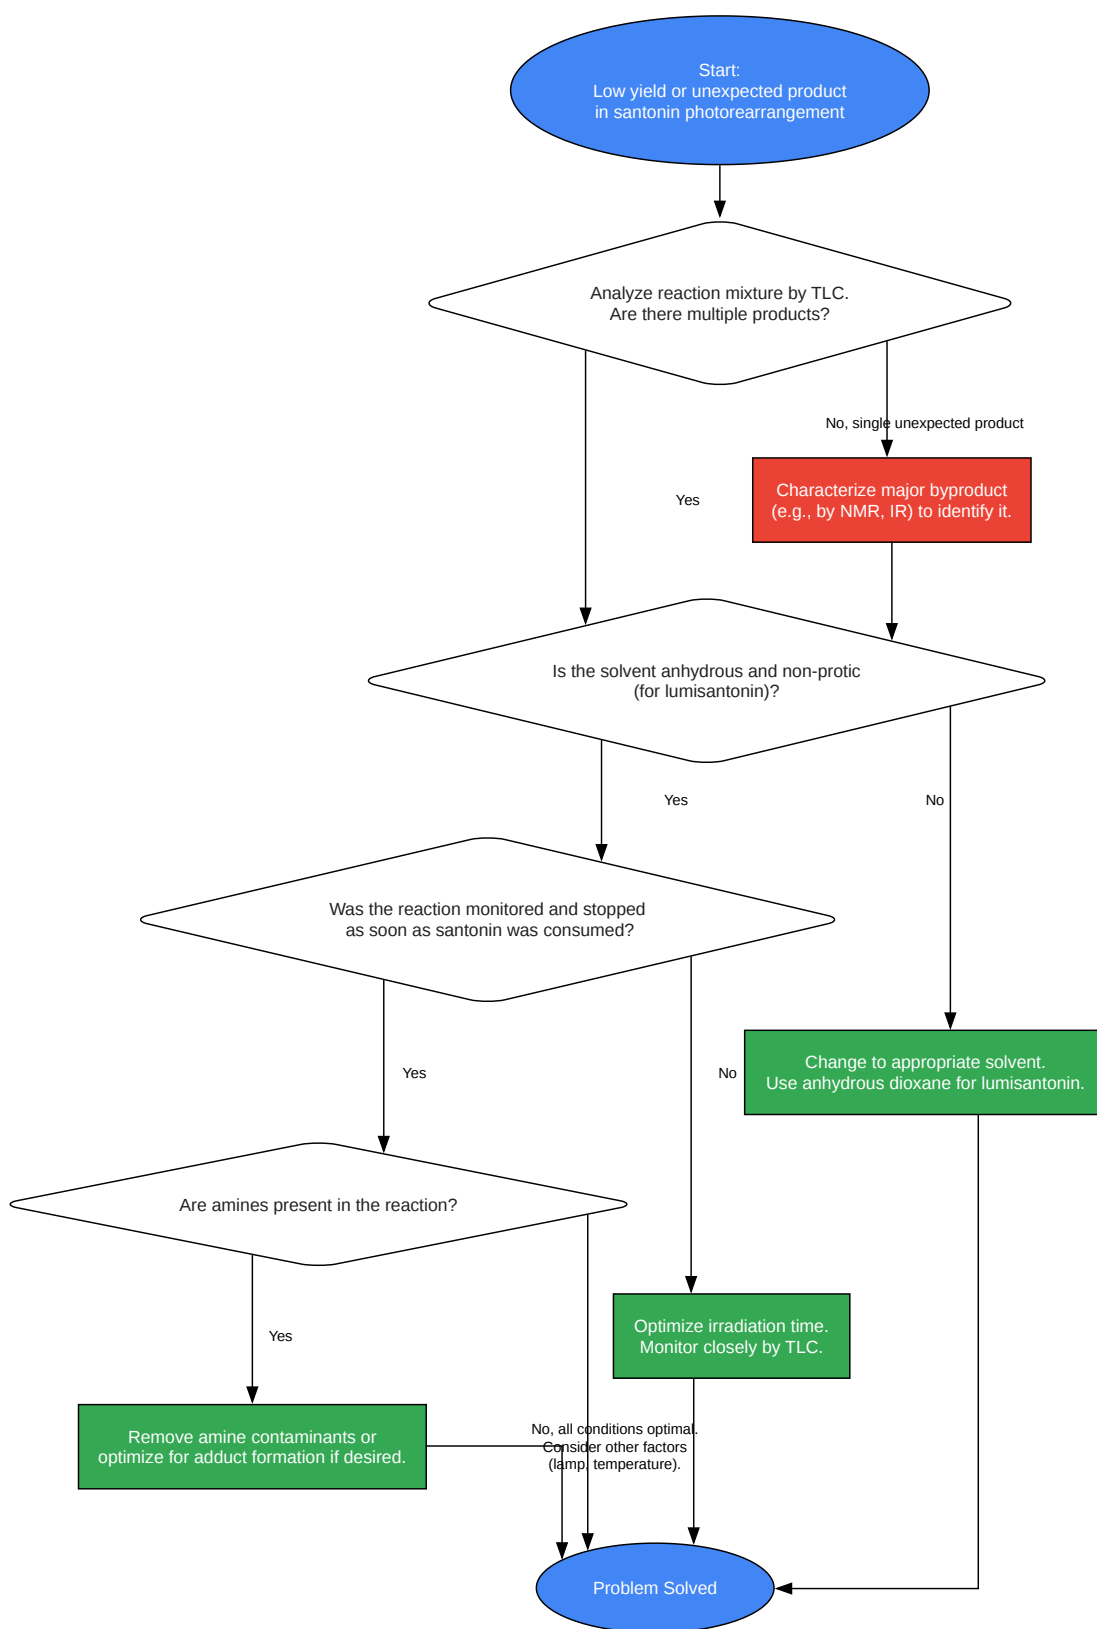 Start:
Low yield or unexpected product
in santonin photorearrangement
Analyze reaction mixture by TLC.
Are there multiple products?
No, single unexpected product
Yes
Characterize major byproduct
(e.g., by NMR, IR) to identify it.
Is the solvent anhydrous and non-protic
(for lumisantonin)?
Yes
No
Was the reaction monitored and stopped
as soon as santonin was consumed?
Yes
No
Change to appropriate solvent.
Use anhydrous dioxane for lumisantonin.
Are amines present in the reaction?
Yes
Optimize irradiation time.
Monitor closely by TLC.
Remove amine contaminants or
optimize for adduct formation if desired.
No, all conditions optimal.
Consider other factors
(lamp, temperature).
Problem Solved